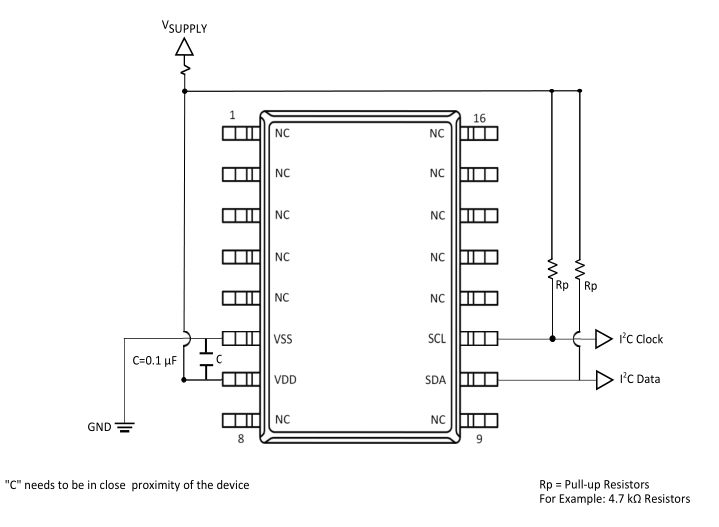 VSUPPLY
1
16
NC
NC
NC
NC
NC
NC
NC
NC
NC
NC
Rp
Rp
VSS
SCL
I²C Clock
C=0.1 µF
C
VDD
SDA
I²C Data
NC
NC
GND
8
9
"C" needs to be in close proximity of the device
Rp = Pull-up Resistors
For Example: 4.7 kΩ Resistors